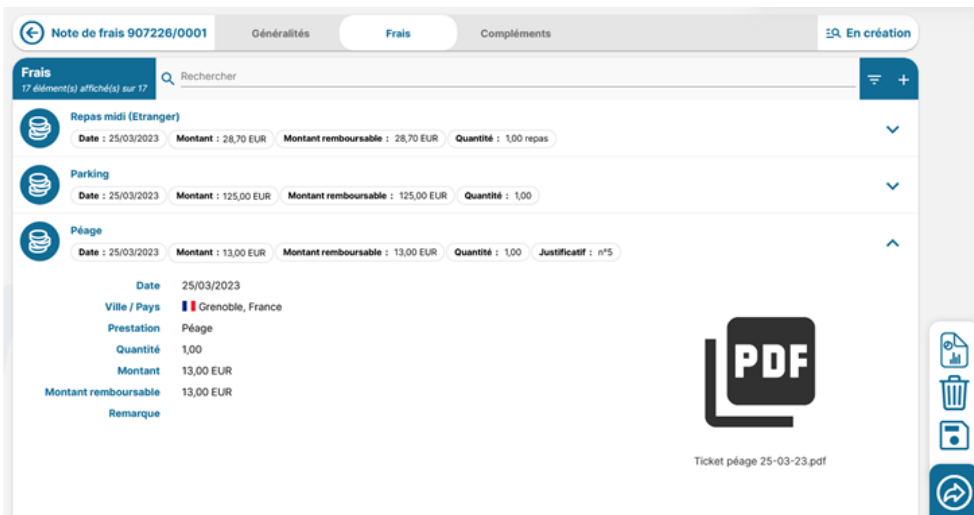 Note de frais 907226/0001 Généralités Frais Compléments En création
Frais
17 élément(s) affiché(s) sur 17
Rechercher
Repas midi (Etranger)
Date : 25/03/2023 Montant : 28,70 EUR Montant remboursable : 28,70 EUR Quantité : 1,00 repas
Parking
Date : 25/03/2023 Montant : 125,00 EUR Montant remboursable : 125,00 EUR Quantité : 1,00
Péage
Date : 25/03/2023 Montant : 13,00 EUR Montant remboursable : 13,00 EUR Quantité : 1,00 Justificatif : n°5
Date 25/03/2023
Ville / Pays Grenoble, France
Prestation Péage
Quantité 1,00
Montant 13,00 EUR
Montant remboursable 13,00 EUR
Remarque
PDF
Ticket péage 25-03-23.pdf